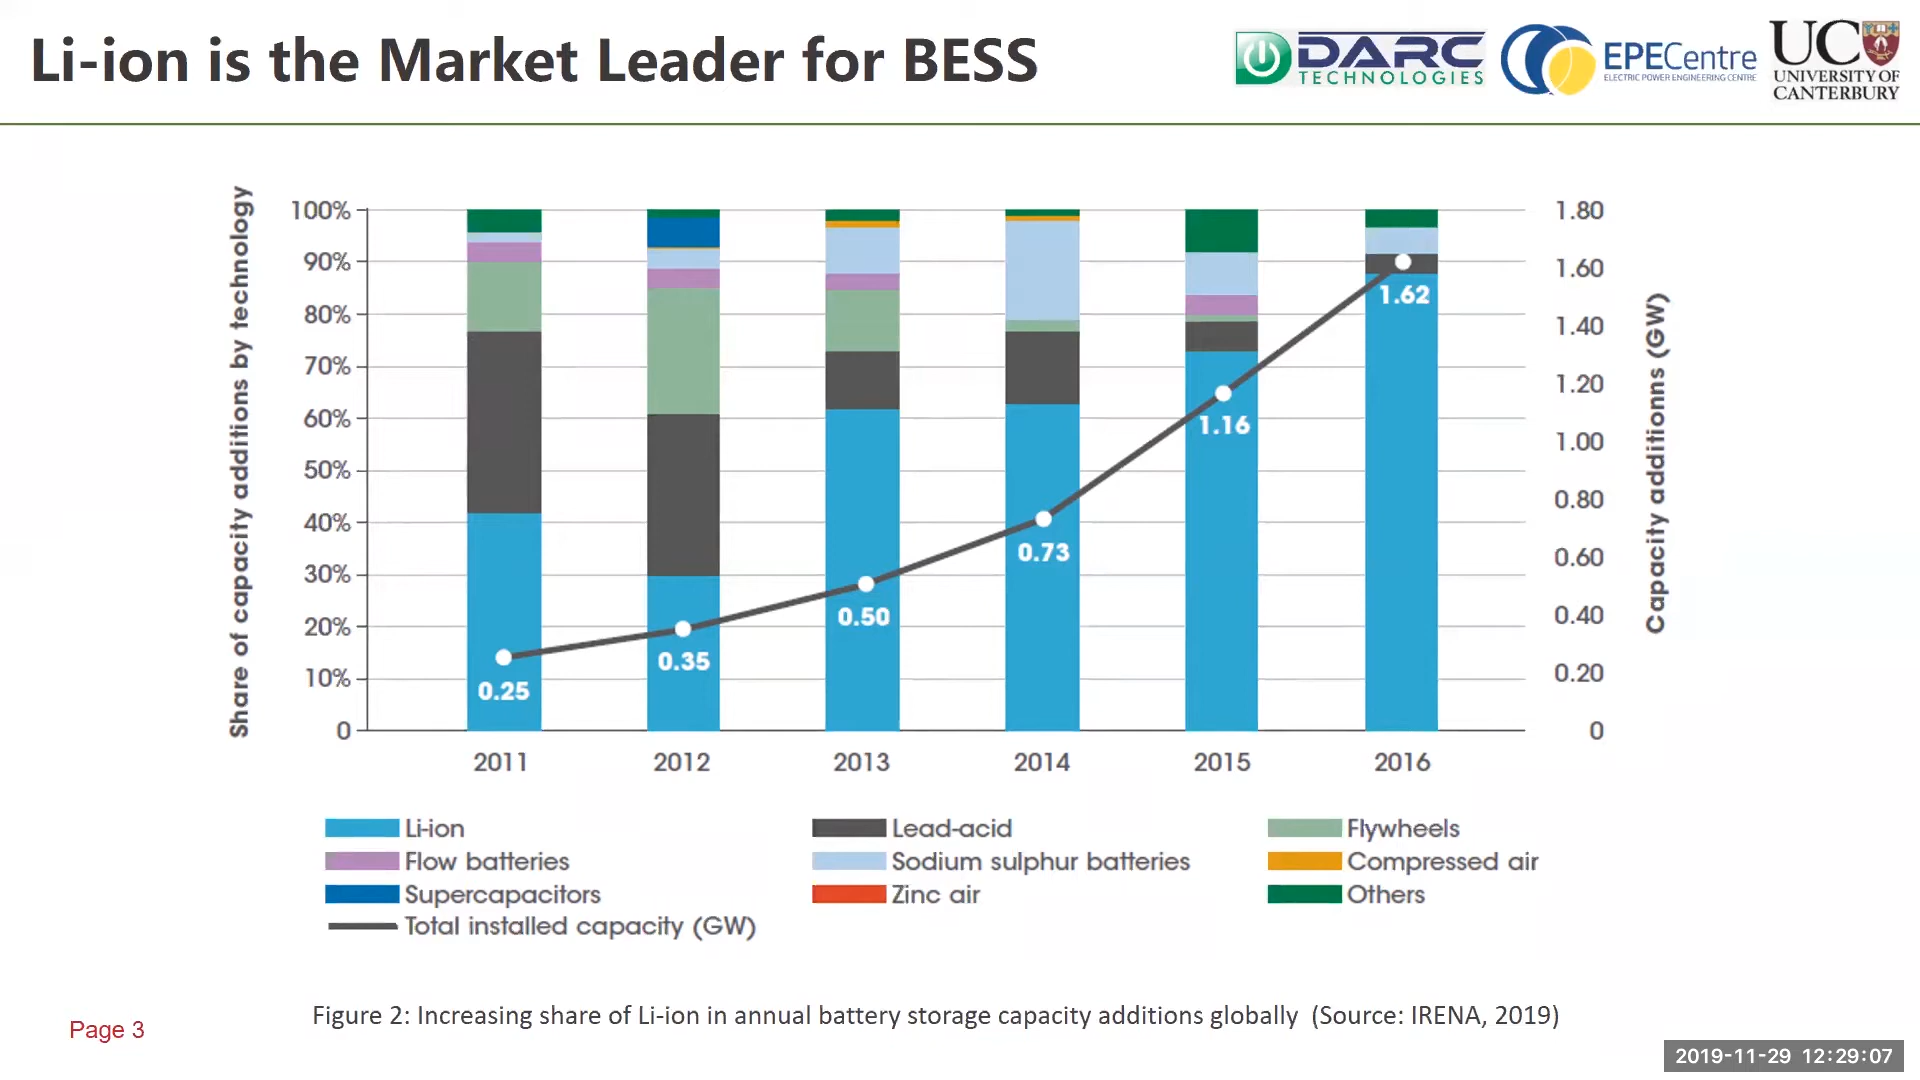 Li-ion is the Market Leader for BESS
DARC
TECHNOLOGIES
EPECentre
ELECTRIC POWER ENGINEERING CENTRE
UC
UNIVERSITY OF
CANTERBURY
Share of capacity additions by technology
100%
90%
80%
70%
60%
50%
40%
30%
20%
10%
0
0.25
0.35
0.50
0.73
1.16
1.62
1.80
1.60
1.40
1.20
1.00
0.80
0.60
0.40
0.20
0
Capacity additionns (GW)
2011 2012 2013 2014 2015 2016
Li-ion Lead-acid Flywheels
Flow batteries Sodium sulphur batteries Compressed air
Supercapacitors Zinc air Others
Total installed capacity (GW)
Figure 2: Increasing share of Li-ion in annual battery storage capacity additions globally (Source: IRENA, 2019)
Page 3
2019-11-29 12:29:07